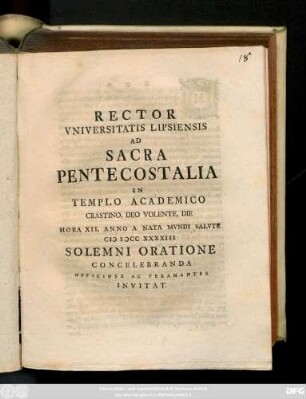 18
RECTOR
VNIVERSITATIS LIPSIENSIS
AD
SACRA
PENTECOSTALIA
IN
TEMPLO ACADEMICO
CRASTINO, DEO VOLENTE, DIE
HORA XII. ANNO A NATA MVNDI SALVTE
CIↃ IↃCC XXXXIII
SOLEMNI ORATIONE
CONCELEBRANDA
OFFICIOSE AC PERAMANTER
INVITAT